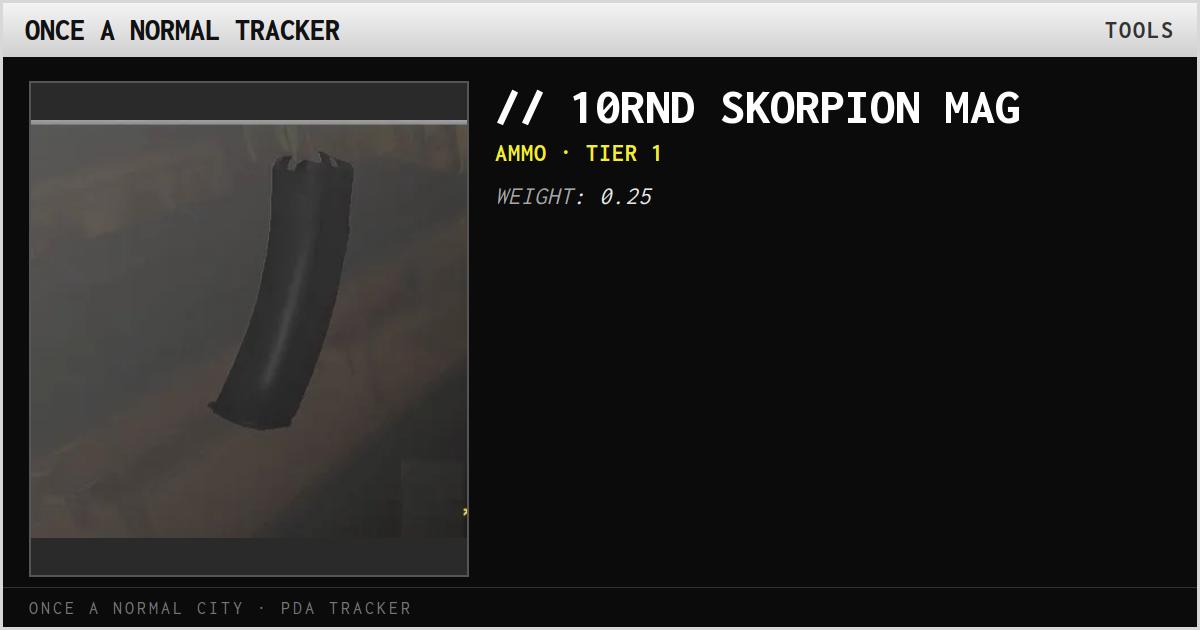 ONCE A NORMAL TRACKER
TOOLS
// 10RND SKORPION MAG
AMMO · TIER 1
WEIGHT: 0.25
ONCE A NORMAL CITY · PDA TRACKER